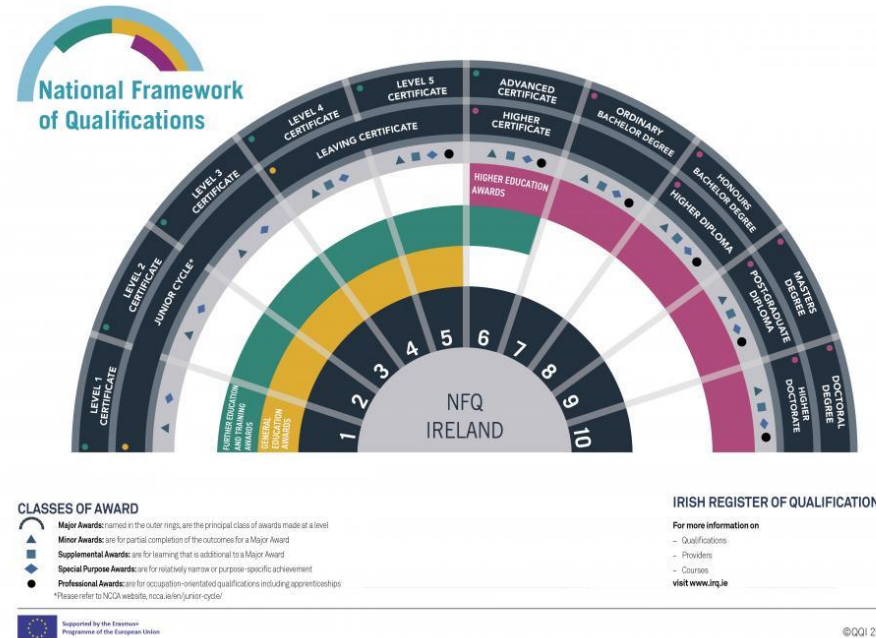 National Framework
of Qualifications
LEVEL 1
CERTIFICATE
LEVEL 2
CERTIFICATE
LEVEL 3
CERTIFICATE
LEVEL 4
CERTIFICATE
LEVEL 5
CERTIFICATE
ADVANCED
CERTIFICATE
ORDINARY
BACHELOR DEGREE
HONOURS
BACHELOR DEGREE
MASTERS
DEGREE
DOCTORAL
DEGREE
JUNIOR CYCLE*
LEAVING CERTIFICATE
HIGHER
CERTIFICATE
HIGHER DIPLOMA
POST-GRADUATE
DIPLOMA
HIGHER
DOCTORATE
HIGHER EDUCATION
AWARDS
FURTHER EDUCATION
AND TRAINING
AWARDS
GENERAL
EDUCATION
AWARDS
1
2
3
4
5
6
7
8
9
10
NFQ
IRELAND
CLASSES OF AWARD
Major Awards: named in the outer rings, are the principal class of awards made at a level
Minor Awards: are for partial completion of the outcomes for a Major Award
Supplemental Awards: are for learning that is additional to a Major Award
Special Purpose Awards: are for relatively narrow or purpose-specific achievement
Professional Awards: are for occupation-orientated qualifications including apprenticeships
*Please refer to NCCA website, ncca.ie/en/junior-cycle/
IRISH REGISTER OF QUALIFICATION
For more information on
- Qualifications
- Providers
- Courses
visit www.irq.ie
Supported by the Erasmus+
Programme of the European Union
©QQI 2